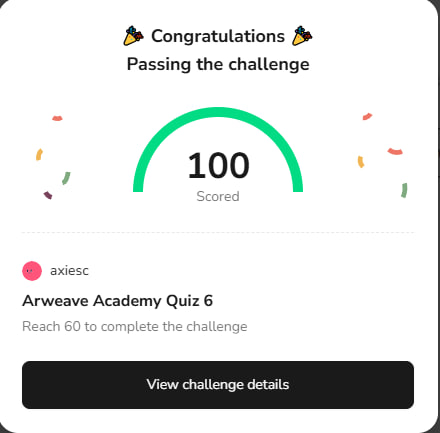 Congratulations
Passing the challenge
100
Scored
axiesc
Arweave Academy Quiz 6
Reach 60 to complete the challenge
View challenge details